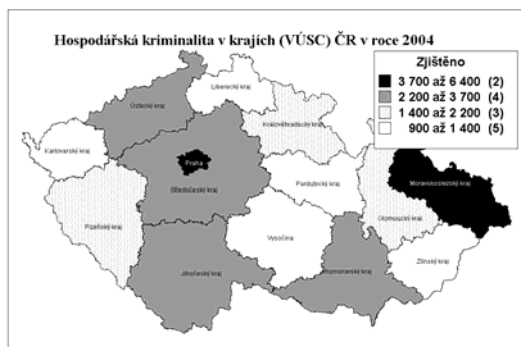 Hospodářská kriminalita v krajích (VÚSC) ČR v roce 2004
Zjištěno
3 700 až 6 400 (2)
2 200 až 3 700 (4)
1 400 až 2 200 (3)
900 až 1 400 (5)
Liberecký kraj
Ústecký kraj
Královéhradecký kraj
Karlovarský kraj
Praha
Středočeský kraj
Pardubický kraj
Moravskoslezský kraj
Olomoucký kraj
Plzeňský kraj
Vysočina
Zlínský kraj
Jihočeský kraj
Jihomoravský kraj